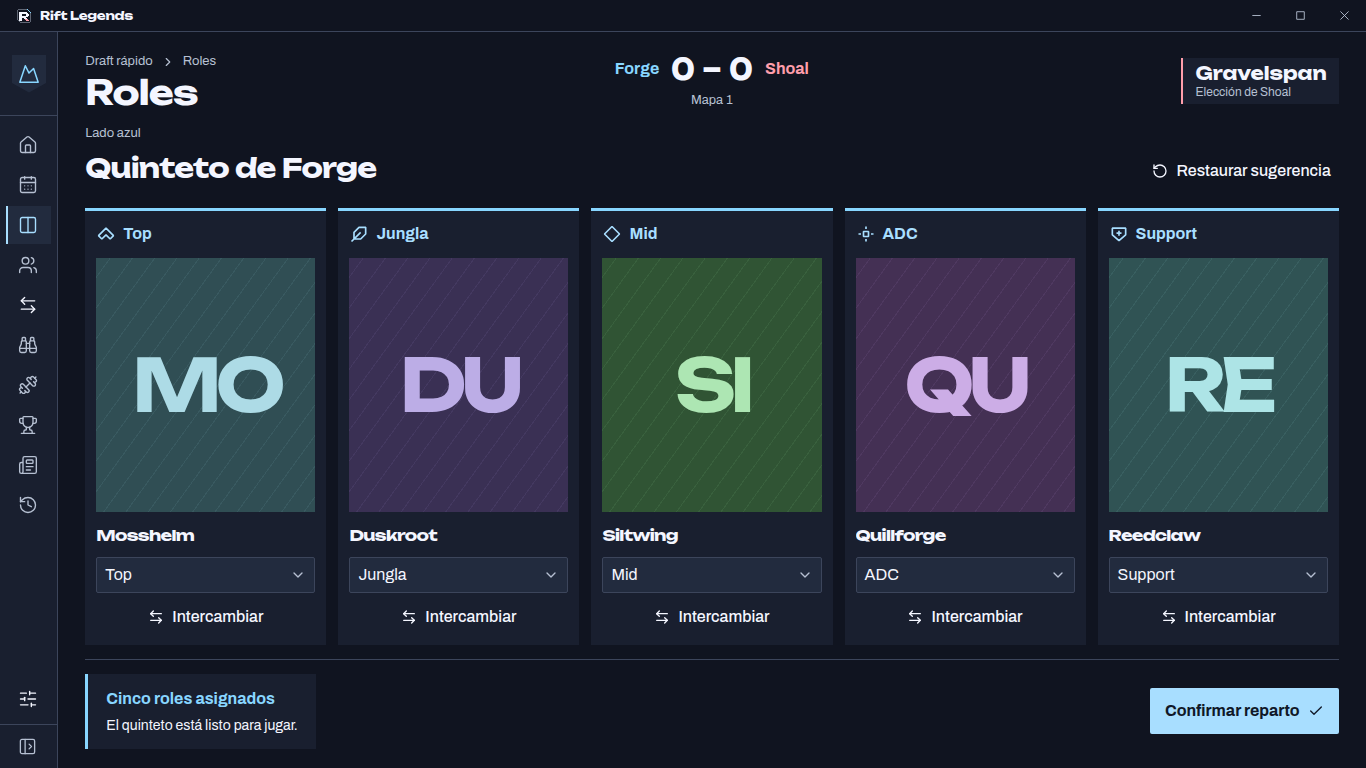 Rift Legends
Draft rápido > Roles
Roles
Forge 0 – 0 Shoal
Mapa 1
Gravelspan
Elección de Shoal
Lado azul
Quinteto de Forge
Restaurar sugerencia
Top
MO
Mosshelm
Top
Intercambiar
Jungla
DU
Duskroot
Jungla
Intercambiar
Mid
SI
Siltwing
Mid
Intercambiar
ADC
QU
Quillforge
ADC
Intercambiar
Support
RE
Reedclaw
Support
Intercambiar
Cinco roles asignados
El quinteto está listo para jugar.
Confirmar reparto